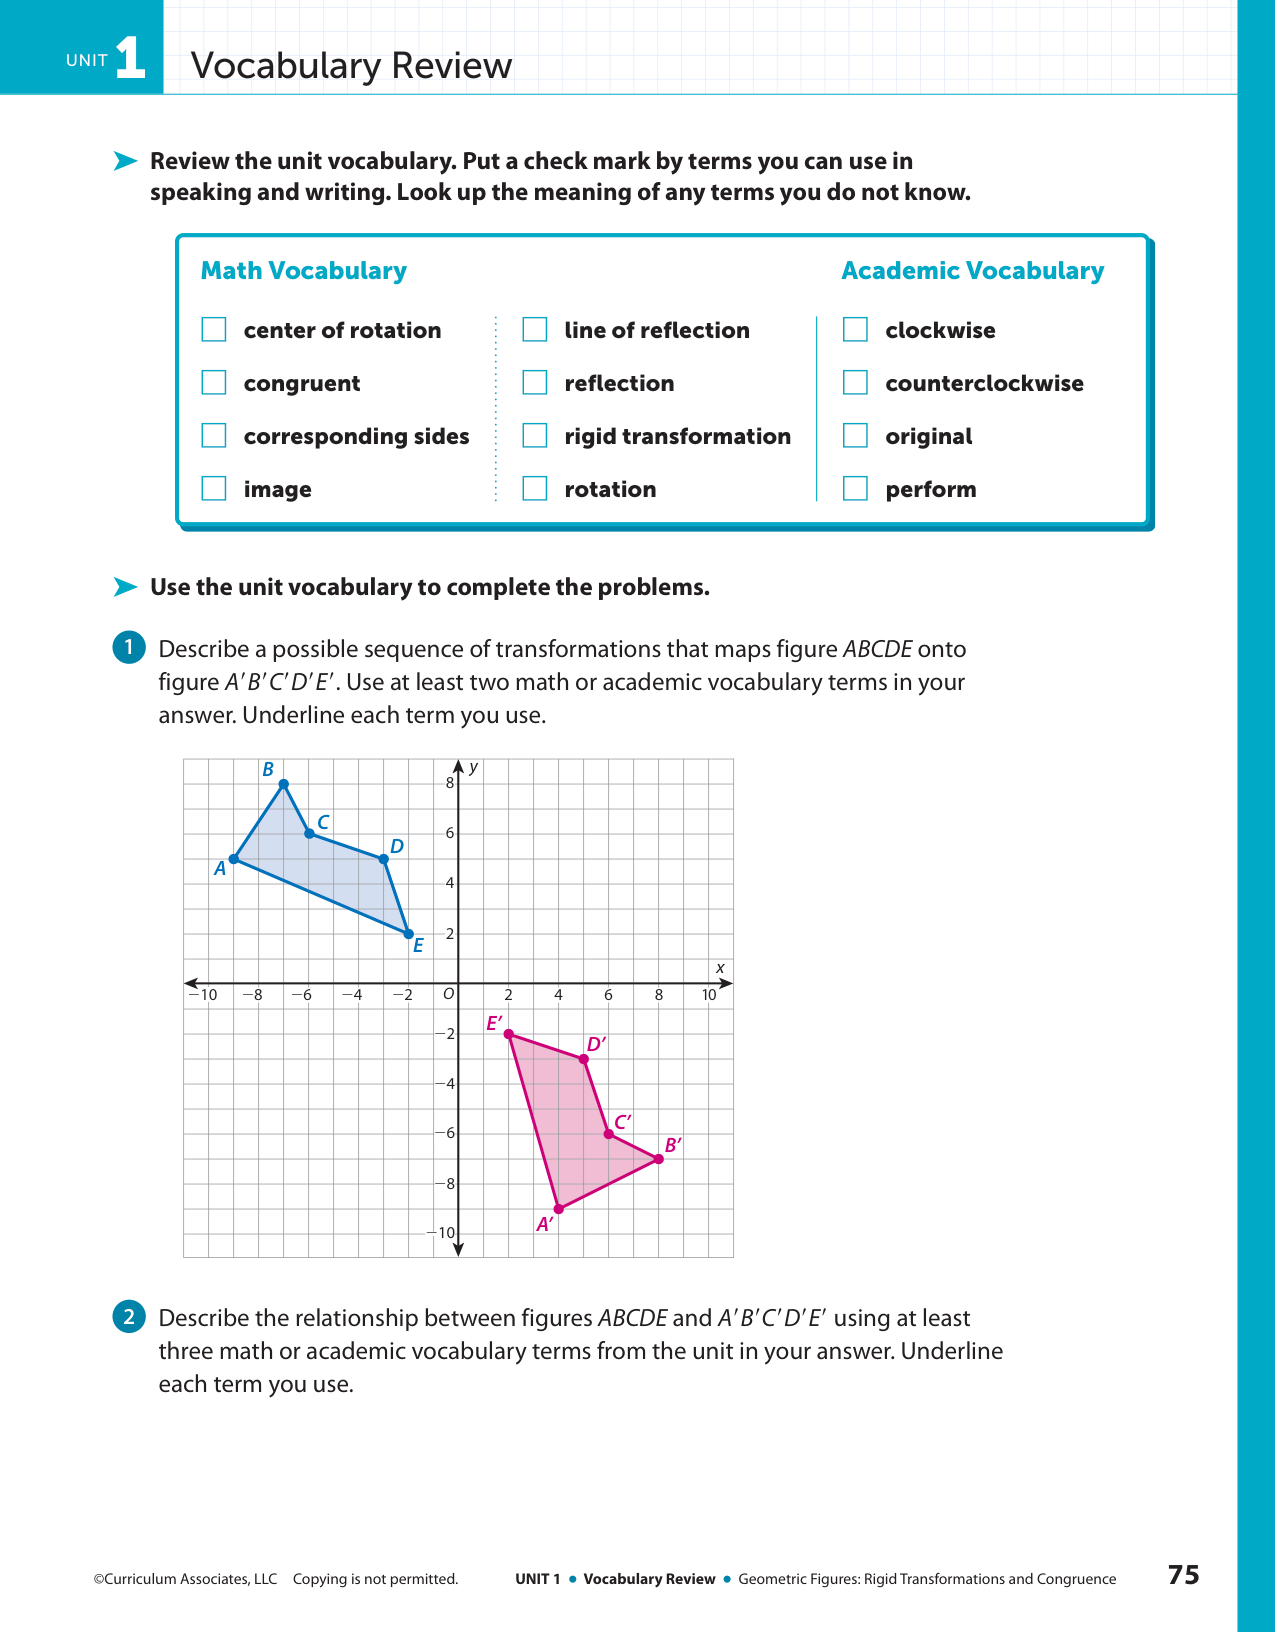 UNIT 1 Vocabulary Review
➤ Review the unit vocabulary. Put a check mark by terms you can use in
speaking and writing. Look up the meaning of any terms you do not know.
Math Vocabulary
center of rotation
congruent
corresponding sides
image
line of reflection
reflection
rigid transformation
rotation
Academic Vocabulary
clockwise
counterclockwise
original
perform
➤ Use the unit vocabulary to complete the problems.
1 Describe a possible sequence of transformations that maps figure ABCDE onto
figure A′B′C′D′E′. Use at least two math or academic vocabulary terms in your
answer. Underline each term you use.
B
y
8
C
6
D
A
4
E
2
x
−10 −8 −6 −4 −2 O 2 4 6 8 10
E′
−2
D′
−4
C′
−6
B′
−8
A′
−10
2 Describe the relationship between figures ABCDE and A′B′C′D′E′ using at least
three math or academic vocabulary terms from the unit in your answer. Underline
each term you use.
©Curriculum Associates, LLC Copying is not permitted. UNIT 1 • Vocabulary Review • Geometric Figures: Rigid Transformations and Congruence 75